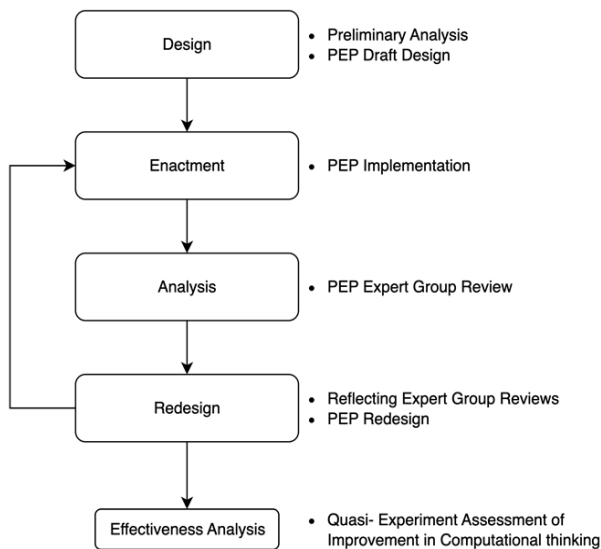 Design
• Preliminary Analysis
• PEP Draft Design
Enactment
• PEP Implementation
Analysis
• PEP Expert Group Review
Redesign
• Reflecting Expert Group Reviews
• PEP Redesign
Effectiveness Analysis
• Quasi- Experiment Assessment of
Improvement in Computational thinking